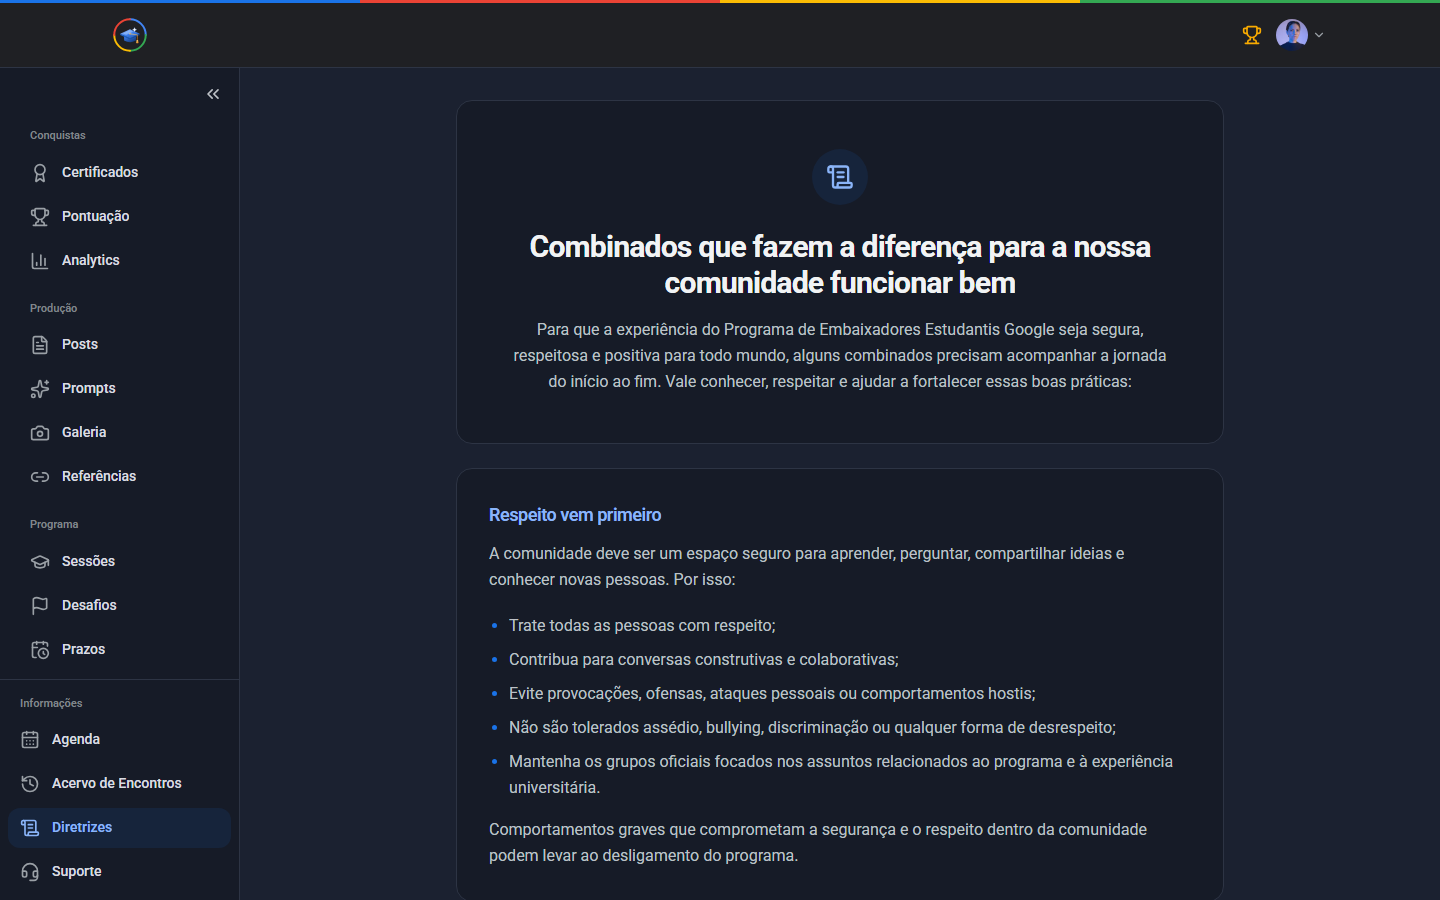 Conquistas
Certificados
Pontuação
Analytics
Produção
Posts
Prompts
Galeria
Referências
Programa
Sessões
Desafios
Prazos
Informações
Agenda
Acervo de Encontros
Diretrizes
Suporte
Combinados que fazem a diferença para a nossa
comunidade funcionar bem
Para que a experiência do Programa de Embaixadores Estudantis Google seja segura,
respeitosa e positiva para todo mundo, alguns combinados precisam acompanhar a jornada
do início ao fim. Vale conhecer, respeitar e ajudar a fortalecer essas boas práticas:
Respeito vem primeiro
A comunidade deve ser um espaço seguro para aprender, perguntar, compartilhar ideias e
conhecer novas pessoas. Por isso:
Trate todas as pessoas com respeito;
Contribua para conversas construtivas e colaborativas;
Evite provocações, ofensas, ataques pessoais ou comportamentos hostis;
Não são tolerados assédio, bullying, discriminação ou qualquer forma de desrespeito;
Mantenha os grupos oficiais focados nos assuntos relacionados ao programa e à experiência
universitária.
Comportamentos graves que comprometam a segurança e o respeito dentro da comunidade
podem levar ao desligamento do programa.